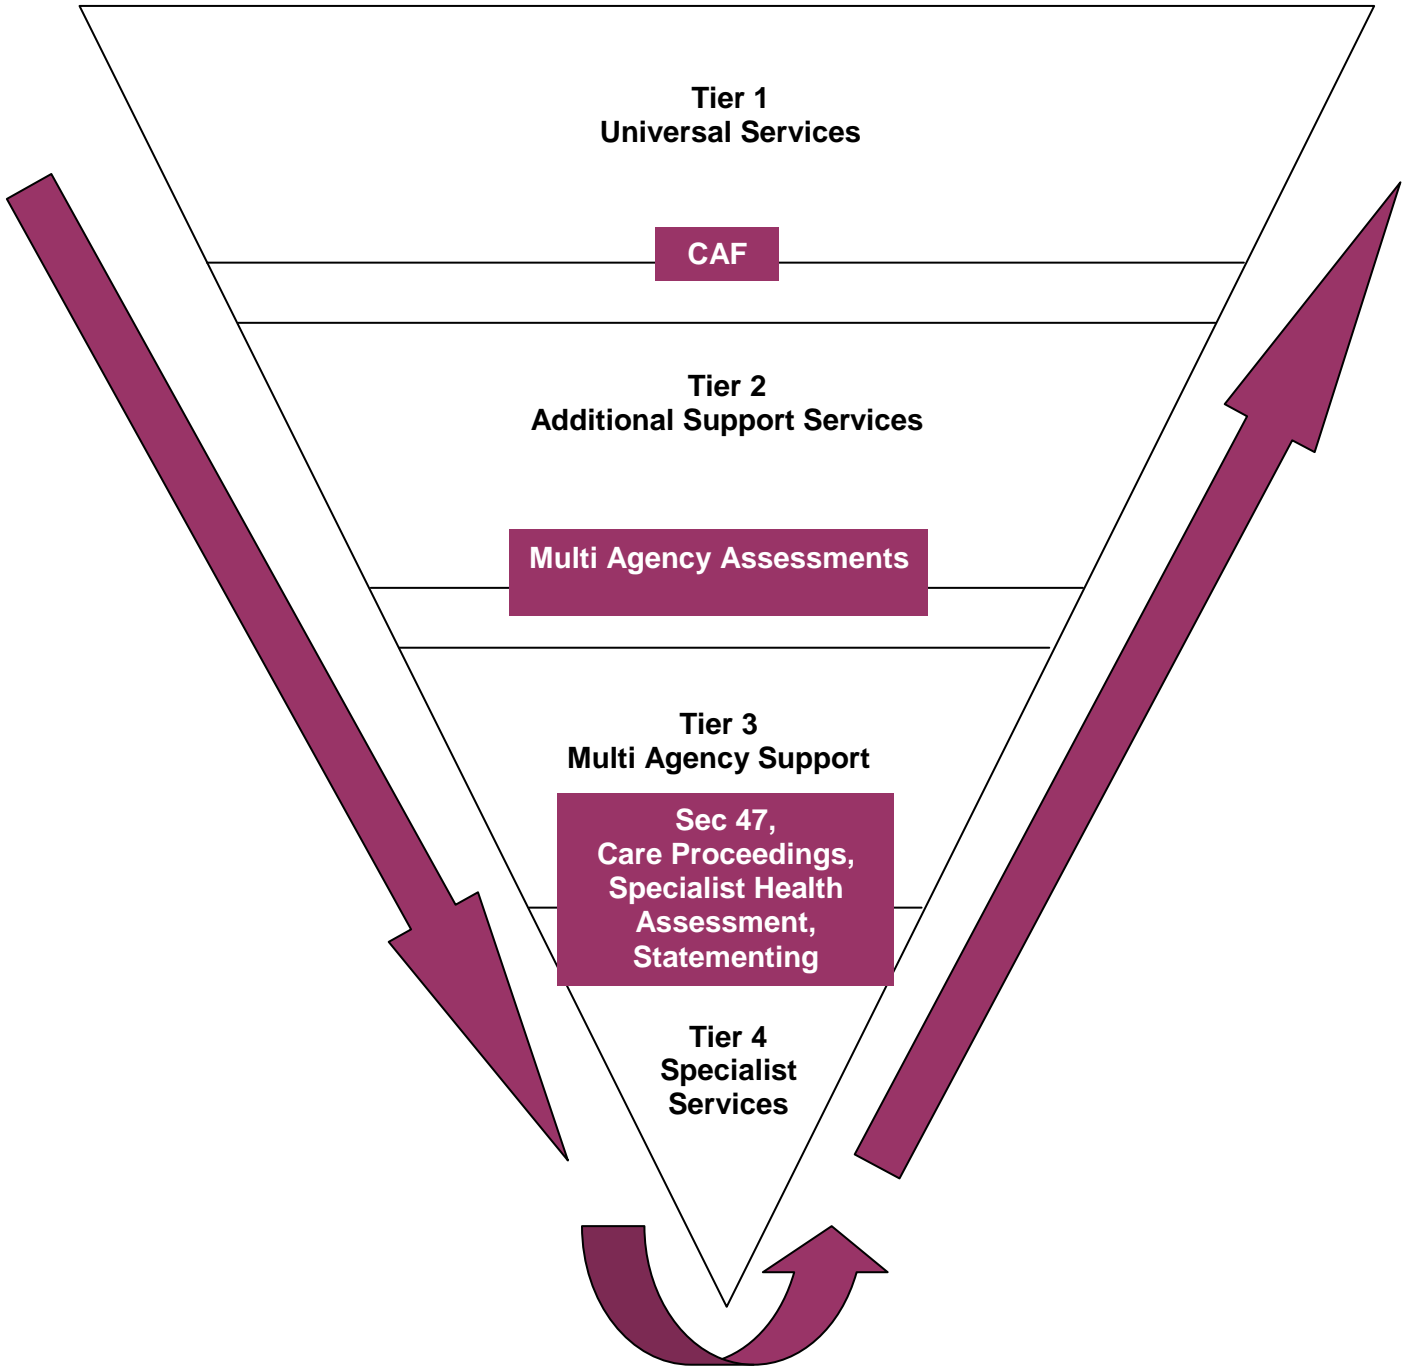 Tier 1
Universal Services
CAF
Tier 2
Additional Support Services
Multi Agency Assessments
Tier 3
Multi Agency Support
Sec 47,
Care Proceedings,
Specialist Health
Assessment,
Statementing
Tier 4
Specialist
Services